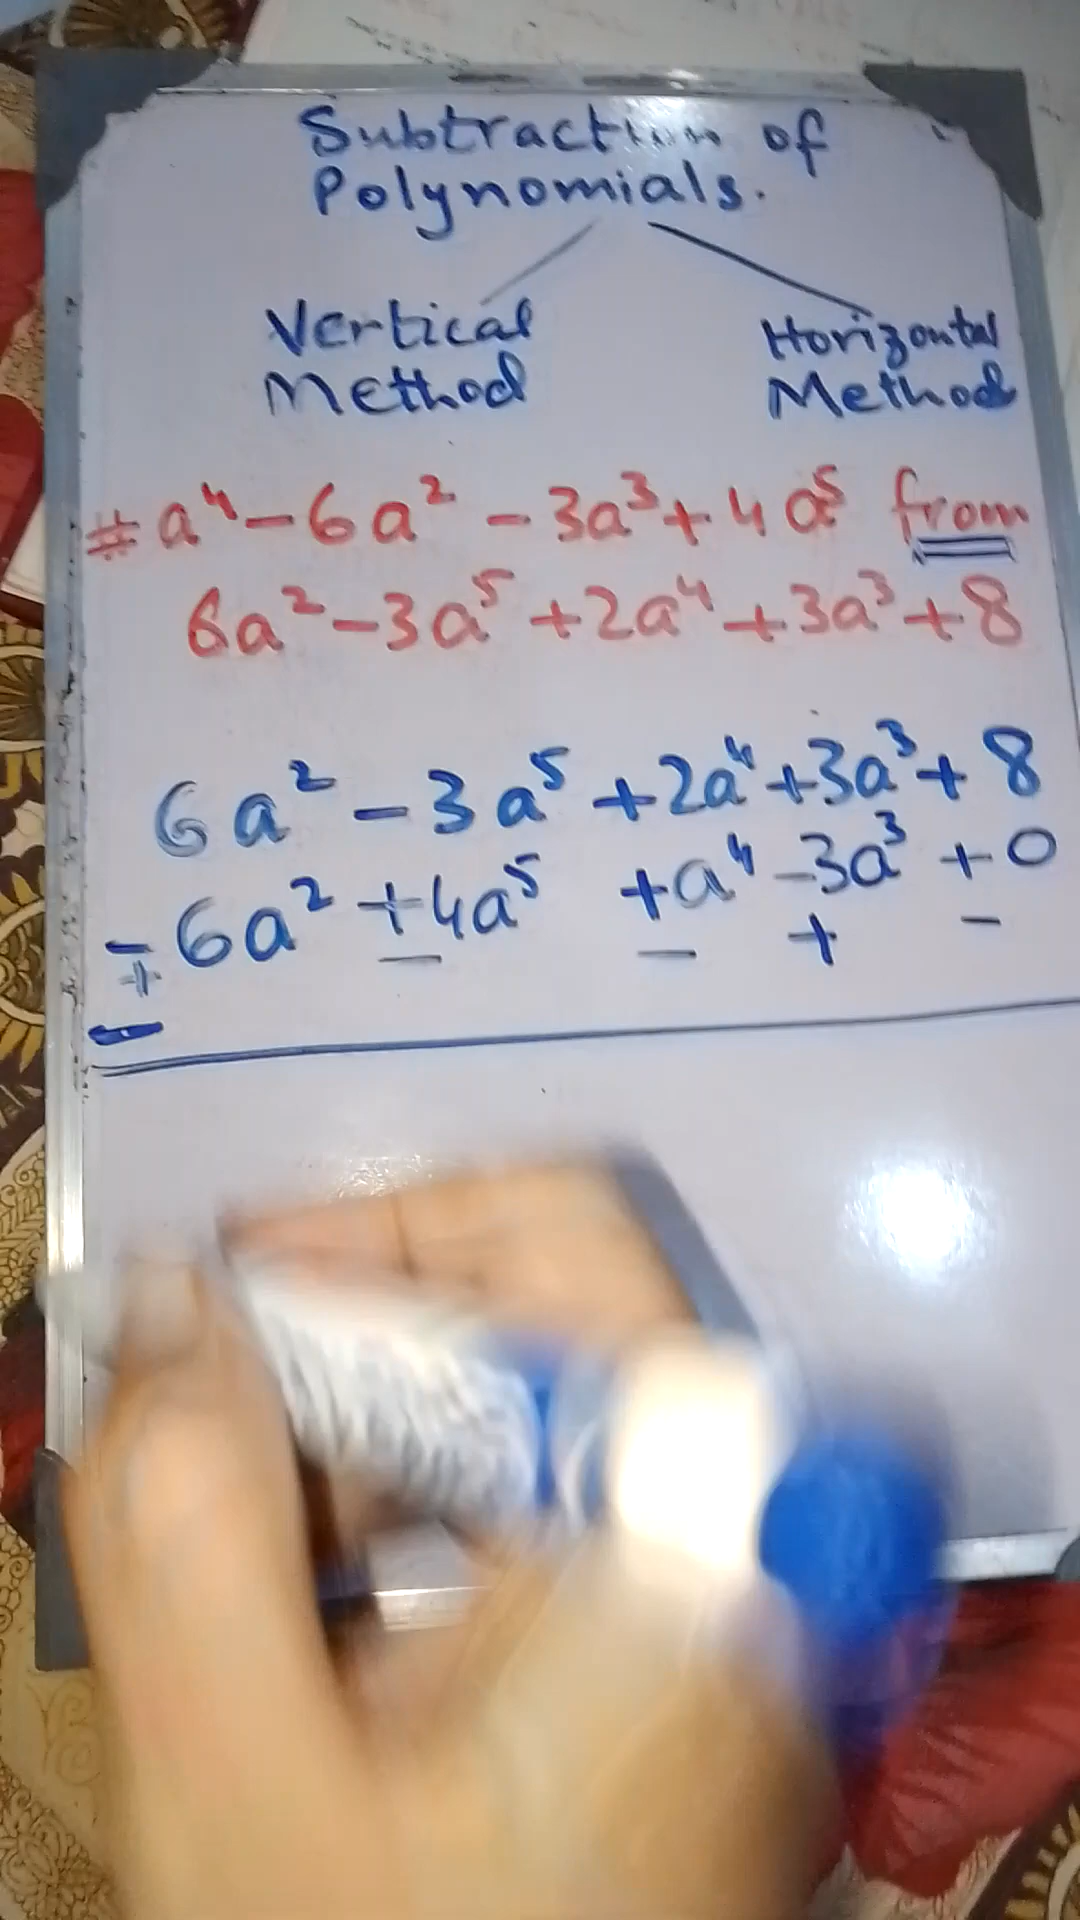 Subtraction of
Polynomials.
Vertical Method
Horizontal Method
# a⁴ - 6a² - 3a³ + 4a⁵ from
6a² - 3a⁵ + 2a⁴ + 3a³ + 8
6a² - 3a⁵ + 2a⁴ + 3a³ + 8
- 6a² + 4a⁵ + a⁴ - 3a³ + 0
+ - - + -
-